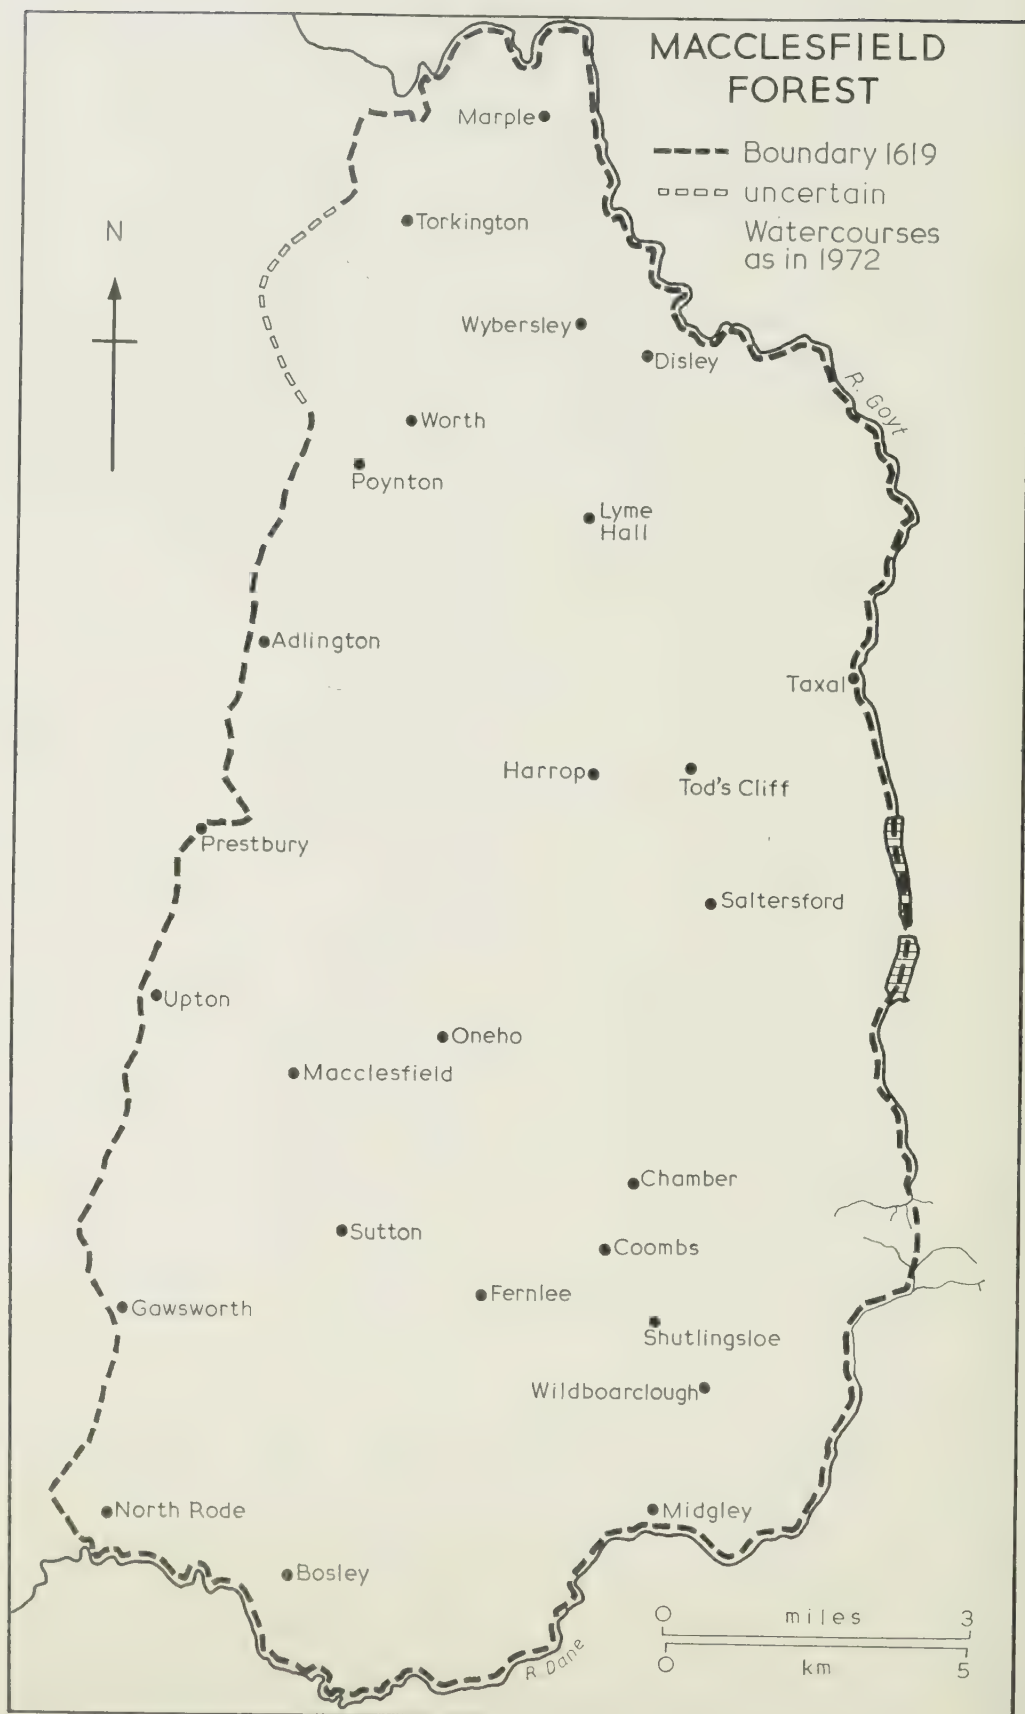 MACCLESFIELD
FOREST
Boundary 1619
uncertain
Watercourses
as in 1972
N
Marple
Torkington
Wybersley
Disley
R. Goyt
Worth
Poynton
Lyme
Hall
Adlington
Taxal
Harrop
Tod's Cliff
Prestbury
Saltersford
Upton
Oneho
Macclesfield
Chamber
Sutton
Coombs
Fernlee
Gawsworth
Shutlingsloe
Wildboarclough
North Rode
Midgley
Bosley
R. Dane
0 miles 3
0 km 5